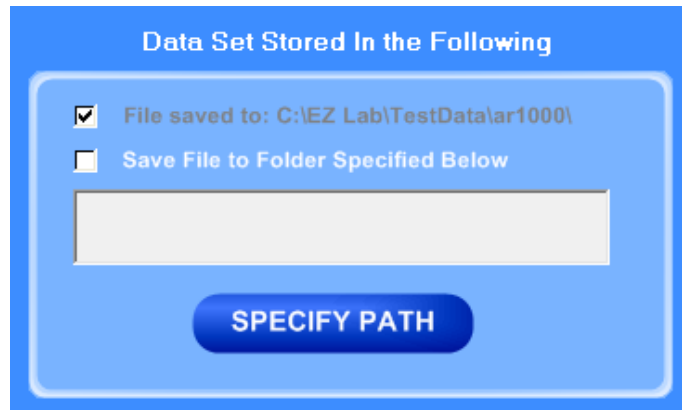 Data Set Stored In the Following
File saved to: C:\EZ Lab\TestData\ar1000\
Save File to Folder Specified Below
SPECIFY PATH